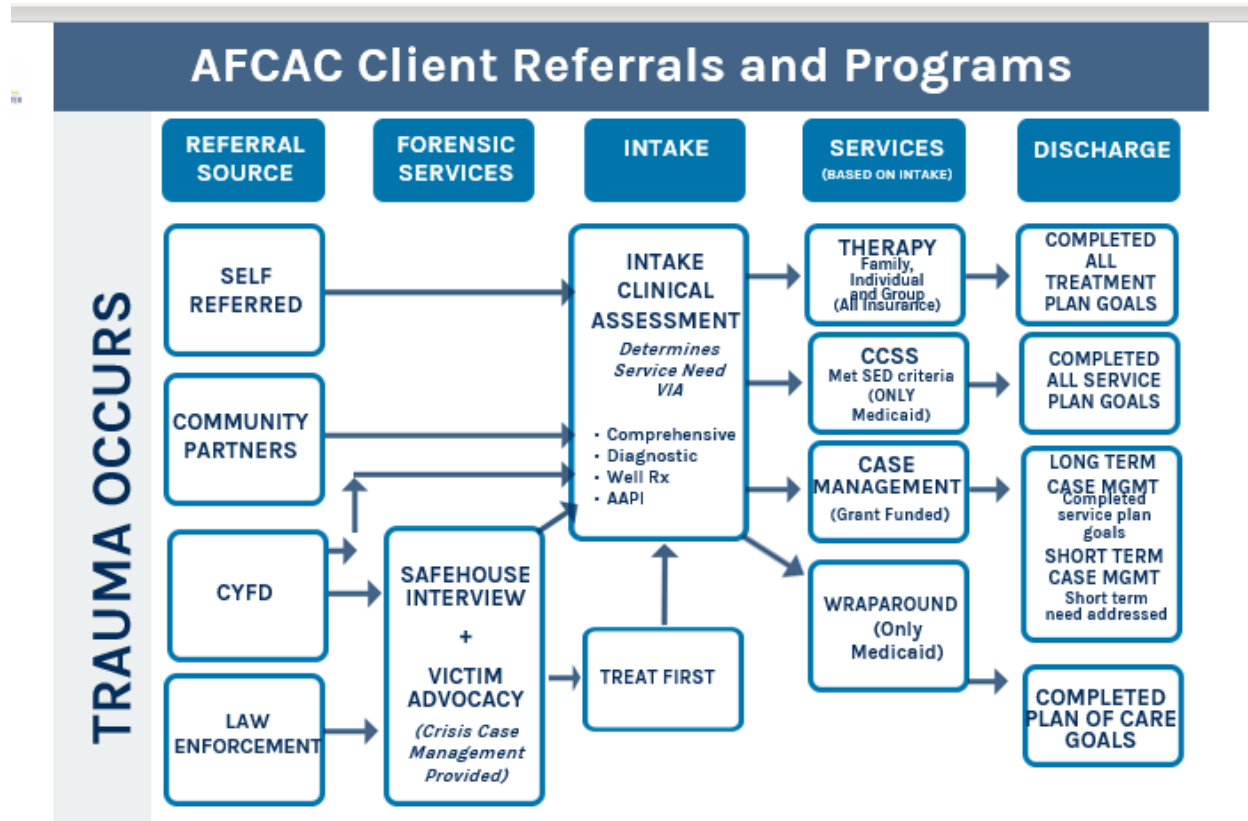 AFCAC Client Referrals and Programs
TRAUMA OCCURS
REFERRAL
SOURCE
FORENSIC
SERVICES
INTAKE
SERVICES
(BASED ON INTAKE)
DISCHARGE
SELF
REFERRED
COMMUNITY
PARTNERS
CYFD
LAW
ENFORCEMENT
SAFEHOUSE
INTERVIEW
+
VICTIM
ADVOCACY
(Crisis Case
Management
Provided)
INTAKE
CLINICAL
ASSESSMENT
Determines
Service Need
VIA
· Comprehensive
· Diagnostic
· Well Rx
· AAPI
TREAT FIRST
THERAPY
Family,
Individual
and Group
(All Insurance)
CCSS
Met SED criteria
(ONLY
Medicaid)
CASE
MANAGEMENT
(Grant Funded)
WRAPAROUND
(Only
Medicaid)
COMPLETED
ALL
TREATMENT
PLAN GOALS
COMPLETED
ALL SERVICE
PLAN GOALS
LONG TERM
CASE MGMT
Completed
service plan
goals
SHORT TERM
CASE MGMT
Short term
need addressed
COMPLETED
PLAN OF CARE
GOALS